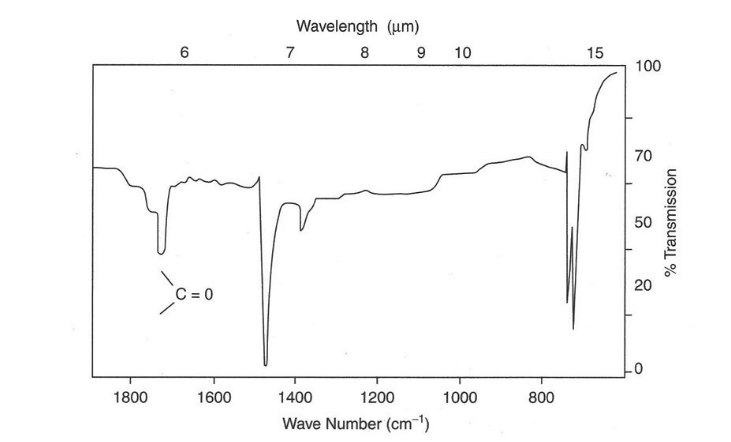 Wavelength (μm)
6 7 8 9 10 15
100
70
50
20
0
% Transmission
C = 0
1800 1600 1400 1200 1000 800
Wave Number (cm⁻¹)